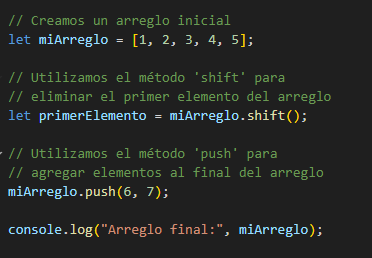 // Creamos un arreglo inicial
let miArreglo = [1, 2, 3, 4, 5];
// Utilizamos el método 'shift' para
// eliminar el primer elemento del arreglo
let primerElemento = miArreglo.shift();
// Utilizamos el método 'push' para
// agregar elementos al final del arreglo
miArreglo.push(6, 7);
console.log("Arreglo final:", miArreglo);